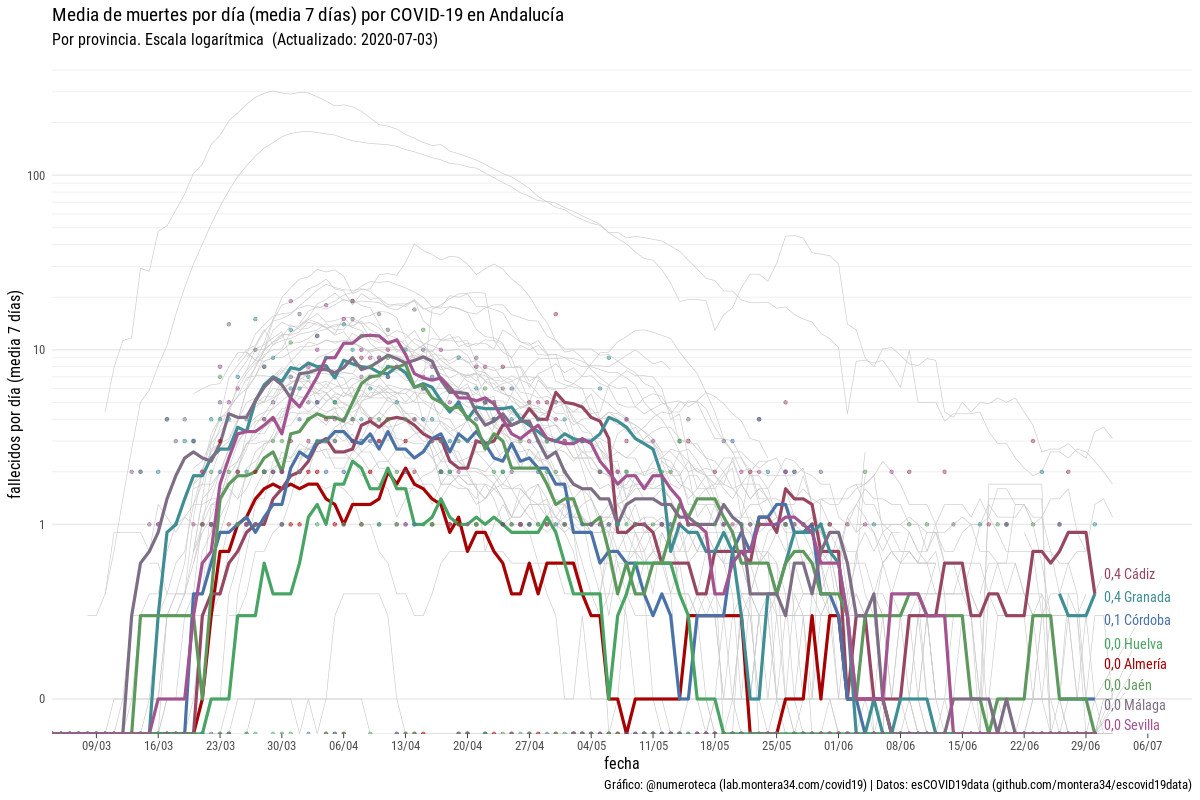 Media de muertes por día (media 7 días) por COVID-19 en Andalucía
Por provincia. Escala logarítmica (Actualizado: 2020-07-03)
fallecidos por día (media 7 días)
100
10
1
0
0,4 Cádiz
0,4 Granada
0,1 Córdoba
0,0 Huelva
0,0 Almería
0,0 Jaén
0,0 Málaga
0,0 Sevilla
09/03 16/03 23/03 30/03 06/04 13/04 20/04 27/04 04/05 11/05 18/05 25/05 01/06 08/06 15/06 22/06 29/06 06/07
fecha
Gráfico: @numeroteca (lab.montera34.com/covid19) | Datos: esCOVID19data (github.com/montera34/escovid19data)